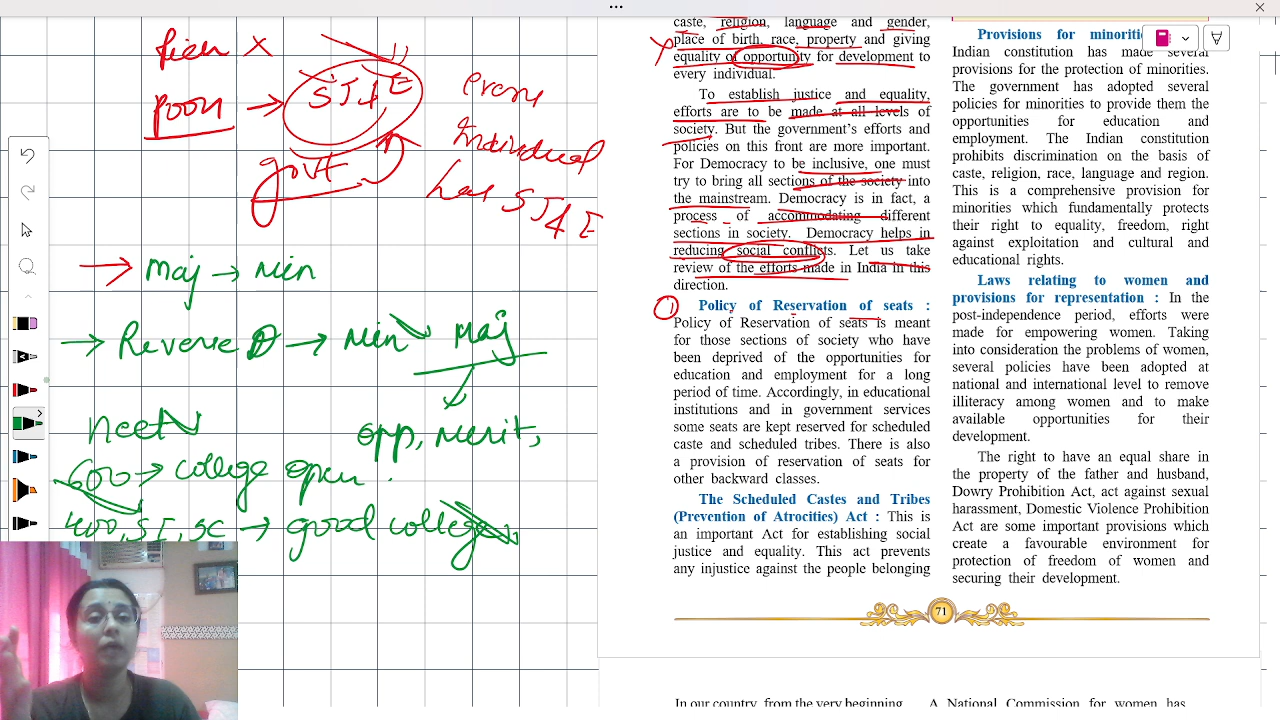 Rich X
poor → S J & E
govt
every
Individual
has S J & E
→ Maj → Min
→ Reverse D → Min Maj
opp, merit,
neet
600 → college open .
400, ST, SC → good college
caste, religion, language and gender,
place of birth, race, property and giving
equality of opportunity for development to
every individual.
To establish justice and equality,
efforts are to be made at all levels of
society. But the government's efforts and
policies on this front are more important.
For Democracy to be inclusive, one must
try to bring all sections of the society into
the mainstream. Democracy is in fact, a
process of accommodating different
sections in society. Democracy helps in
reducing social conflicts. Let us take
review of the efforts made in India in this
direction.
① Policy of Reservation of seats :
Policy of Reservation of seats is meant
for those sections of society who have
been deprived of the opportunities for
education and employment for a long
period of time. Accordingly, in educational
institutions and in government services
some seats are kept reserved for scheduled
caste and scheduled tribes. There is also
a provision of reservation of seats for
other backward classes.
The Scheduled Castes and Tribes
(Prevention of Atrocities) Act : This is
an important Act for establishing social
justice and equality. This act prevents
any injustice against the people belonging
Provisions for minorit
Indian constitution has made several
provisions for the protection of minorities.
The government has adopted several
policies for minorities to provide them the
opportunities for education and
employment. The Indian constitution
prohibits discrimination on the basis of
caste, religion, race, language and region.
This is a comprehensive provision for
minorities which fundamentally protects
their right to equality, freedom, right
against exploitation and cultural and
educational rights.
Laws relating to women and
provisions for representation : In the
post-independence period, efforts were
made for empowering women. Taking
into consideration the problems of women,
several policies have been adopted at
national and international level to remove
illiteracy among women and to make
available opportunities for their
development.
The right to have an equal share in
the property of the father and husband,
Dowry Prohibition Act, act against sexual
harassment, Domestic Violence Prohibition
Act are some important provisions which
create a favourable environment for
protection of freedom of women and
securing their development.
71
In our country, from the very beginning
A National Commission for women has